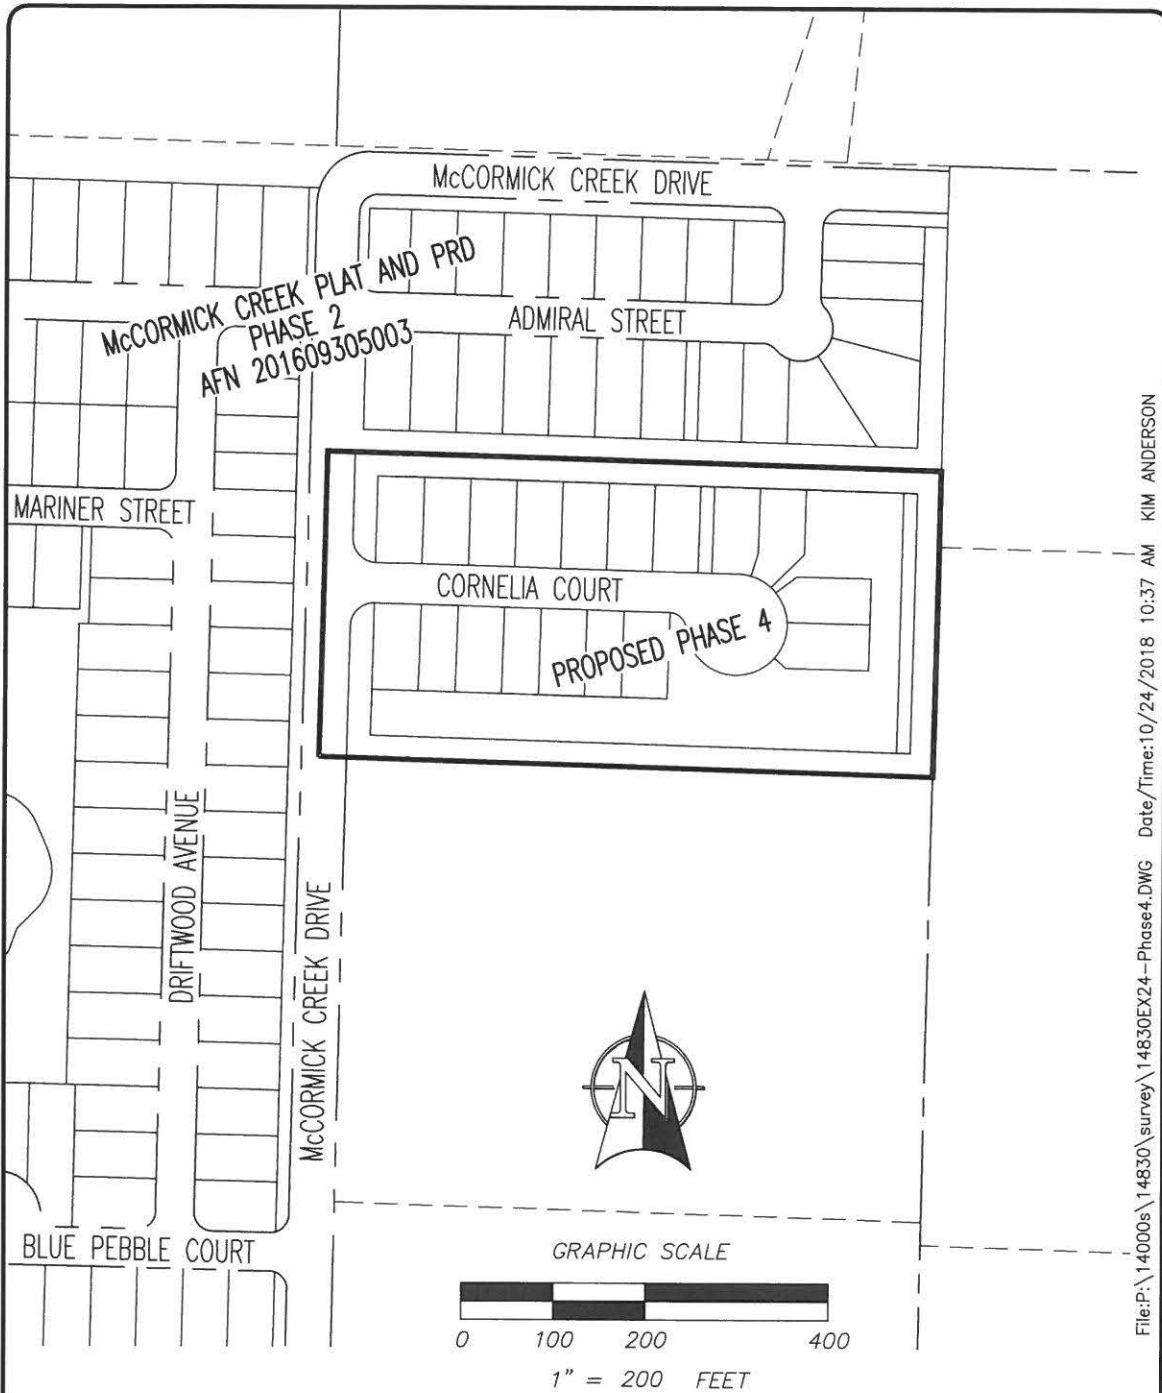 McCORMICK CREEK DRIVE
McCORMICK CREEK PLAT AND PRD
PHASE 2
AFN 201609305003
ADMIRAL STREET
MARINER STREET
CORNELIA COURT
PROPOSED PHASE 4
DRIFTWOOD AVENUE
McCORMICK CREEK DRIVE
N
BLUE PEBBLE COURT
GRAPHIC SCALE
0 100 200 400
1" = 200 FEET
File:P:\14000s\14830\survey\14830EX24-Phase4.DWG Date/Time:10/24/2018 10:37 AM KIM ANDERSON